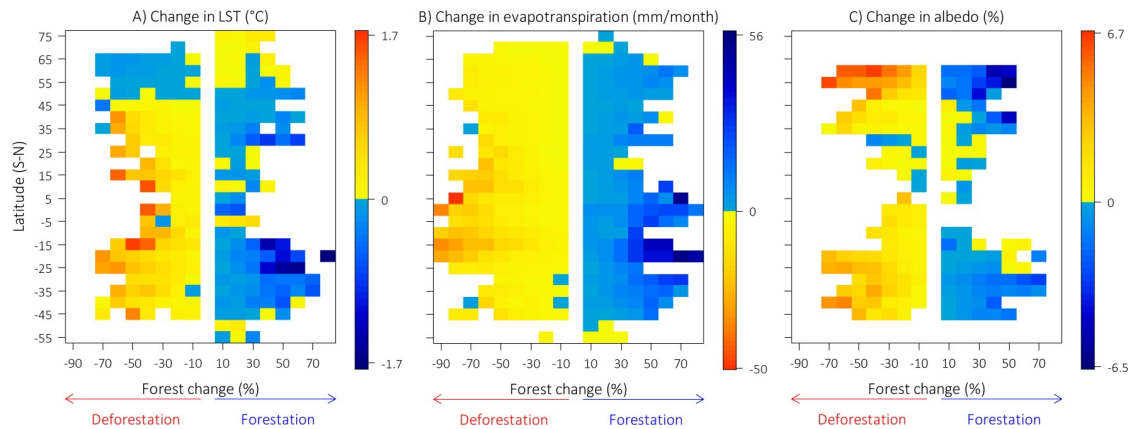 A) Change in LST (°C)
B) Change in evapotranspiration (mm/month)
C) Change in albedo (%)
Latitude (S-N)
75
65
55
45
35
25
15
5
-5
-15
-25
-35
-45
-55
1.7
0
-1.7
56
0
-50
6.7
0
-6.5
-90 -70 -50 -30 -10 10 30 50 70
-90 -70 -50 -30 -10 10 30 50 70
-90 -70 -50 -30 -10 10 30 50 70
Forest change (%)
Forest change (%)
Forest change (%)
Deforestation Forestation
Deforestation Forestation
Deforestation Forestation